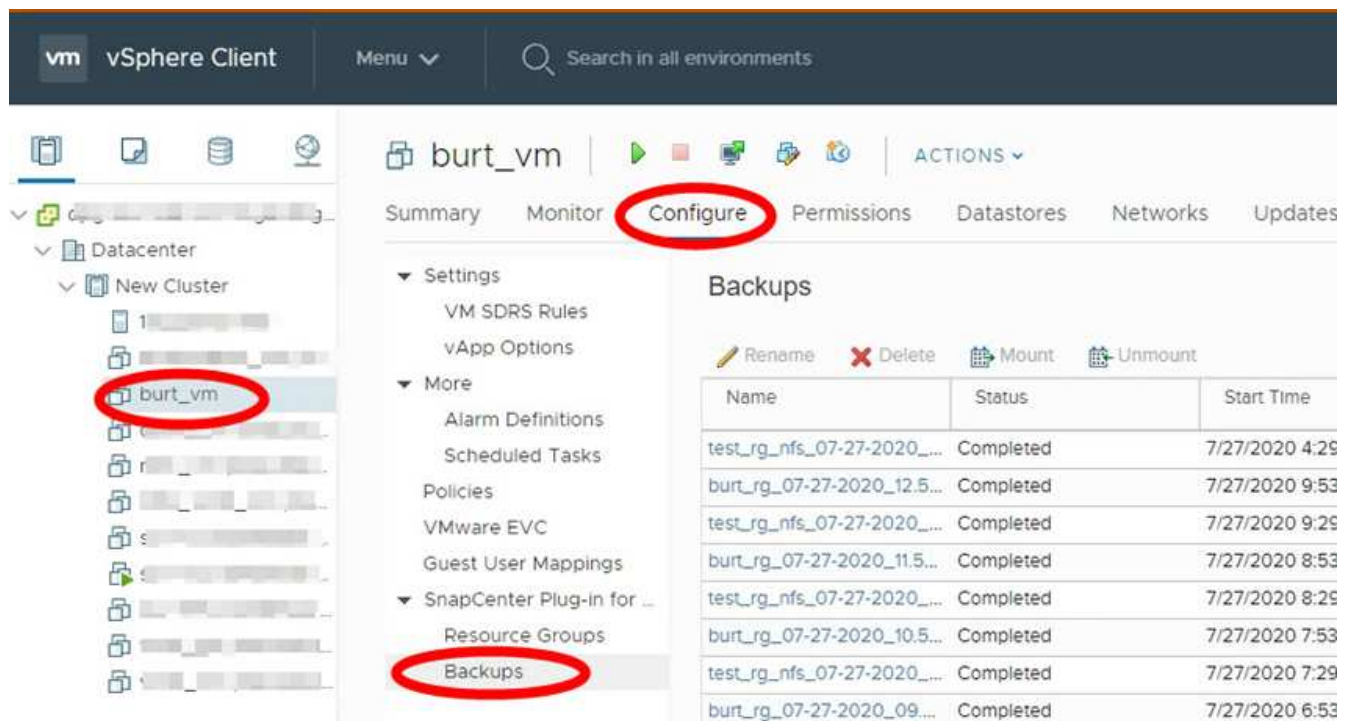 vm vSphere Client Menu Search in all environments
burt_vm ACTIONS
Summary Monitor Configure Permissions Datastores Networks Updates
Datacenter
New Cluster
burt_vm
Settings
VM SDRS Rules
vApp Options
More
Alarm Definitions
Scheduled Tasks
Policies
VMware EVC
Guest User Mappings
SnapCenter Plug-in for ...
Resource Groups
Backups
Backups
Rename Delete Mount Unmount
Name Status Start Time
test_rg_nfs_07-27-2020_... Completed 7/27/2020 4:29
burt_rg_07-27-2020_12.5... Completed 7/27/2020 9:53
test_rg_nfs_07-27-2020_... Completed 7/27/2020 9:29
burt_rg_07-27-2020_11.5... Completed 7/27/2020 8:53
test_rg_nfs_07-27-2020_... Completed 7/27/2020 8:29
burt_rg_07-27-2020_10.5... Completed 7/27/2020 7:53
test_rg_nfs_07-27-2020_... Completed 7/27/2020 7:29
burt_rg_07-27-2020_09.... Completed 7/27/2020 6:53